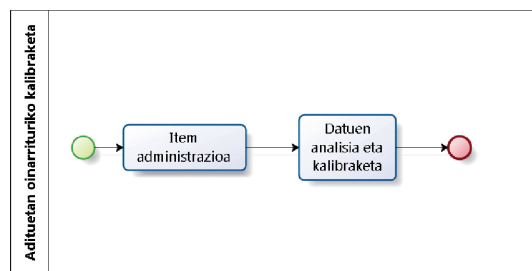 Adituetan oinarrituriko kalibraketa
Item
administrazioa
Datuen
analisia eta
kalibraketa